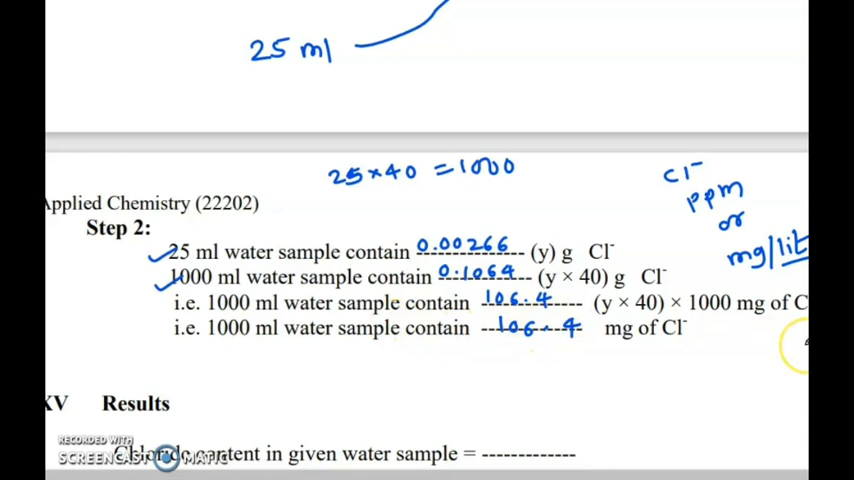 25 ml
25×40 =1000
Cl⁻
ppm
or
mg/lit
Applied Chemistry (22202)
Step 2:
25 ml water sample contain 0.00266 (y) g Cl⁻
1000 ml water sample contain 0.1064 (y × 40) g Cl⁻
i.e. 1000 ml water sample contain 106.4 (y × 40) × 1000 mg of C
i.e. 1000 ml water sample contain 106.4 mg of Cl⁻
XV Results
RECORDED WITH
SCREENCAST MATIC
Chloride content in given water sample = -------------